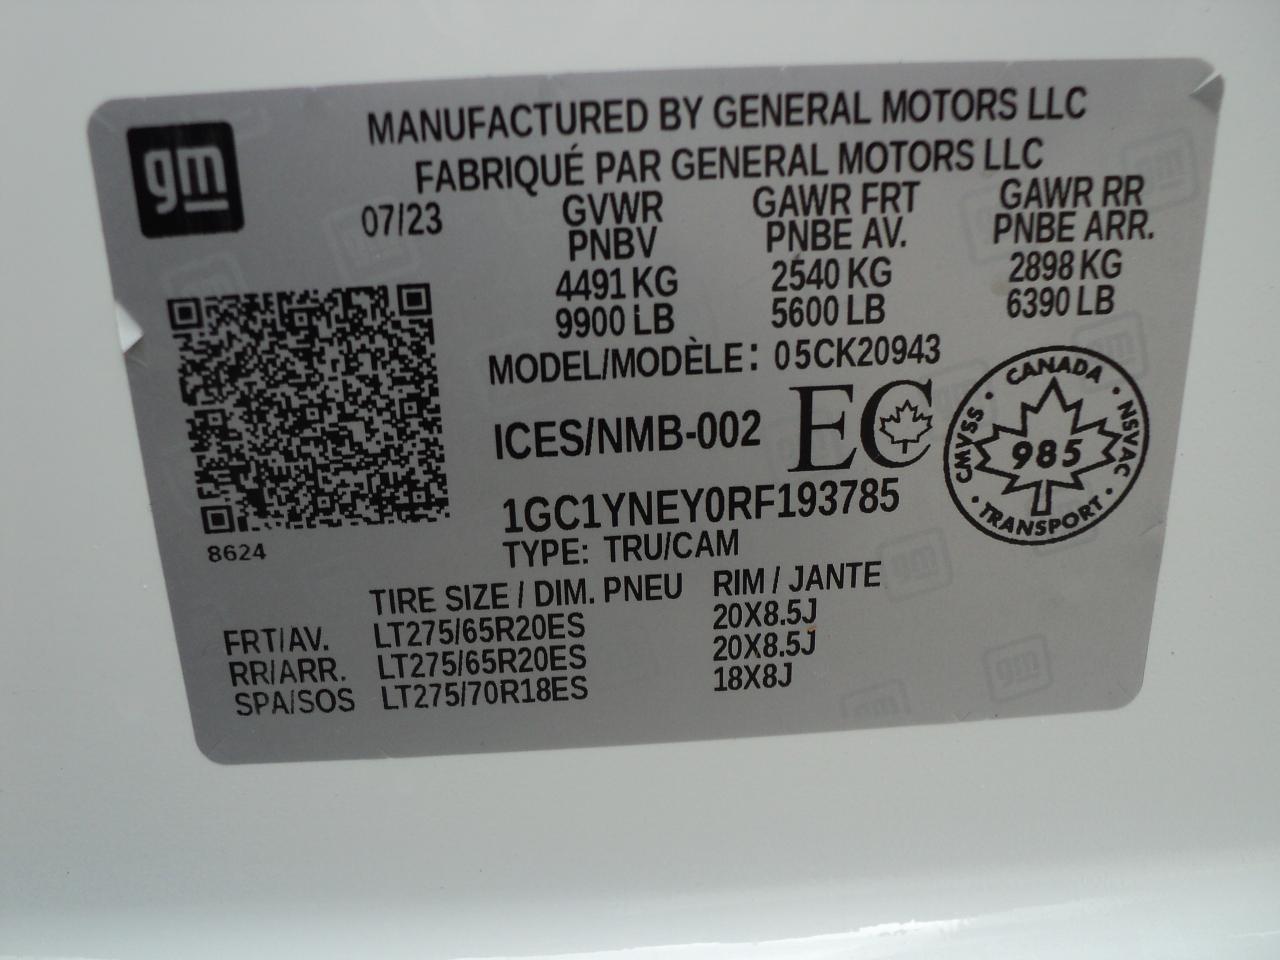 gm
MANUFACTURED BY GENERAL MOTORS LLC
FABRIQUÉ PAR GENERAL MOTORS LLC
07/23 GVWR GAWR FRT GAWR RR
PNBV PNBE AV. PNBE ARR.
4491 KG 2540 KG 2898 KG
9900 LB 5600 LB 6390 LB
MODEL/MODÈLE: 05CK20943
ICES/NMB-002 EC
CANADA · NSVAC · TRANSPORT · CMVSS ·
985
1GC1YNEY0RF193785
8624
TYPE: TRU/CAM
TIRE SIZE / DIM. PNEU RIM / JANTE
FRT/AV. LT275/65R20ES 20X8.5J
RR/ARR. LT275/65R20ES 20X8.5J
SPA/SOS LT275/70R18ES 18X8J